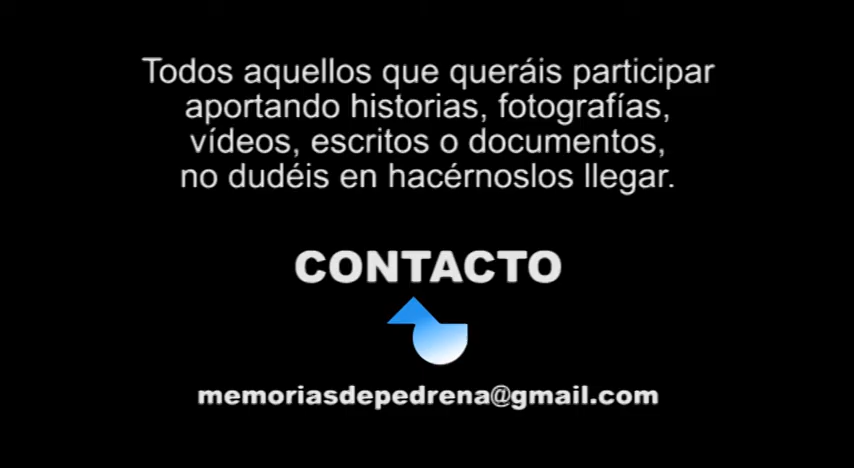 Todos aquellos que queráis participar
aportando historias, fotografías,
vídeos, escritos o documentos,
no dudéis en hacérnoslos llegar.
CONTACTO
memoriasdepedrena@gmail.com